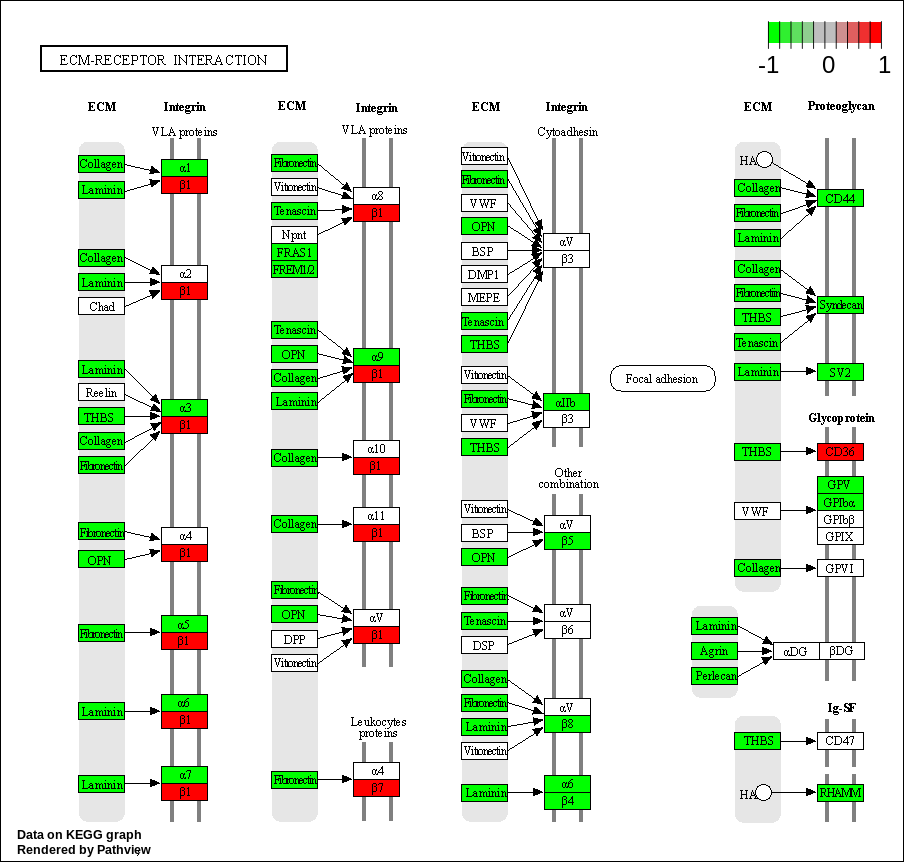 -1 0 1
ECM-RECEPTOR INTERACTION
ECM Integrin
VLA proteins
Collagen
Laminin
α1
β1
Collagen
Laminin
Chad
α2
β1
Laminin
Reelin
THBS
Collagen
Fibronectin
α3
β1
Fibronectin
OPN
α4
β1
Fibronectin
α5
β1
Laminin
α6
β1
Laminin
α7
β1
ECM Integrin
VLA proteins
Fibronectin
Vitronectin
Tenascin
Npnt
FRAS1
FREM1/2
α8
β1
Tenascin
OPN
Collagen
Laminin
α9
β1
Collagen
α10
β1
Collagen
α11
β1
Fibronectin
OPN
DPP
Vitronectin
αV
β1
Leukocytes
proteins
Fibronectin
α4
β7
ECM Integrin
Cytoadhesin
Vitronectin
Fibronectin
VWF
OPN
BSP
DMP1
MEPE
Tenascin
THBS
αV
β3
Vitronectin
Fibronectin
VWF
THBS
αIIb
β3
Other
combination
Vitronectin
BSP
OPN
αV
β5
Fibronectin
Tenascin
DSP
αV
β6
Collagen
Fibronectin
Laminin
Vitronectin
αV
β8
Laminin
α6
β4
Focal adhesion
ECM Proteoglycan
HA
Collagen
Fibronectin
Laminin
CD44
Collagen
Fibronectin
THBS
Tenascin
Syndecan
Laminin
SV2
Glycoprotein
THBS
CD36
VWF
GPV
GPIbα
GPIbβ
GPIX
Collagen
GPVI
Laminin
Agrin
Perlecan
αDG
βDG
Ig-SF
THBS
CD47
HA
RHAMM
Data on KEGG graph
Rendered by Pathview